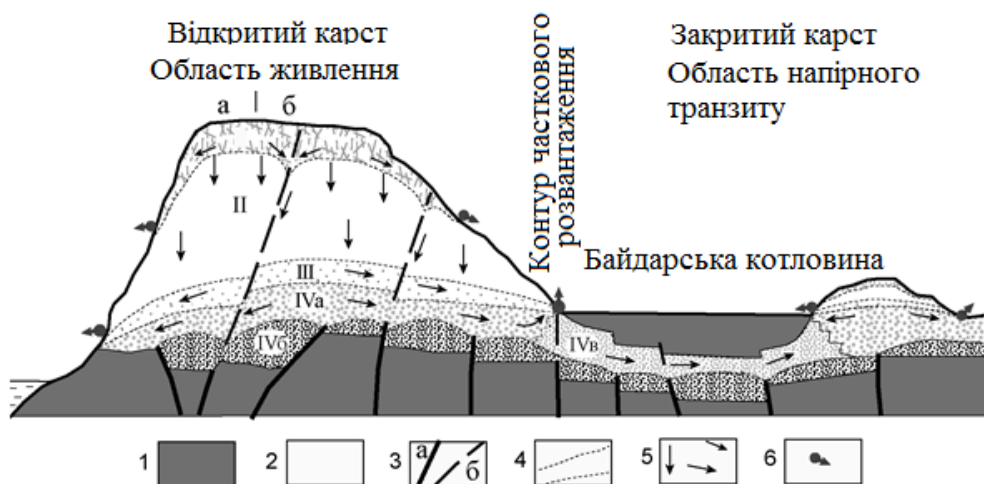 Відкритий карст
Область живлення
а
б
Контур часткового
розвантаження
Закритий карст
Область напірного
транзиту
Байдарська котловина
II
III
IVа
IVб
IVв
1
2
3
а
б
4
5
6